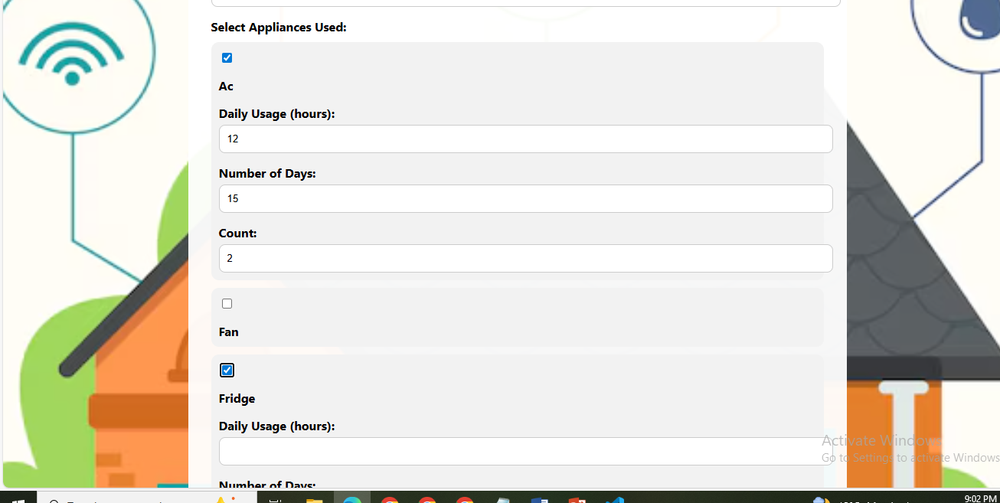 Select Appliances Used:
Ac
Daily Usage (hours):
12
Number of Days:
15
Count:
2
Fan
Fridge
Daily Usage (hours):
Activate Windows
Go to Settings to activate Windows
Number of Days:
9:02 PM